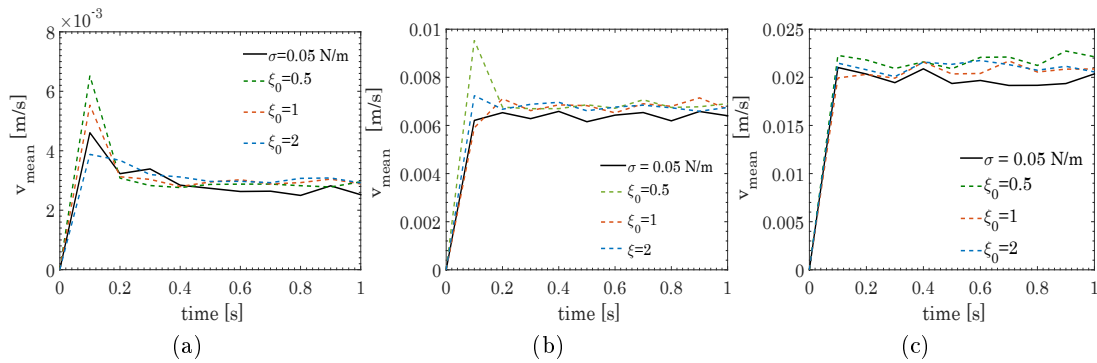 ×10⁻³
8
6
4
2
0
v_mean [m/s]
0 0.2 0.4 0.6 0.8 1
time [s]
σ=0.05 N/m
ξ₀=0.5
ξ₀=1
ξ₀=2
(a)
0.01
0.008
0.006
0.004
0.002
0
v_mean [m/s]
0 0.2 0.4 0.6 0.8 1
time [s]
σ = 0.05 N/m
ξ₀=0.5
ξ₀=1
ξ=2
(b)
0.025
0.02
0.015
0.01
0.005
0
v_mean [m/s]
0 0.2 0.4 0.6 0.8 1
time [s]
σ = 0.05 N/m
ξ₀=0.5
ξ₀=1
ξ₀=2
(c)